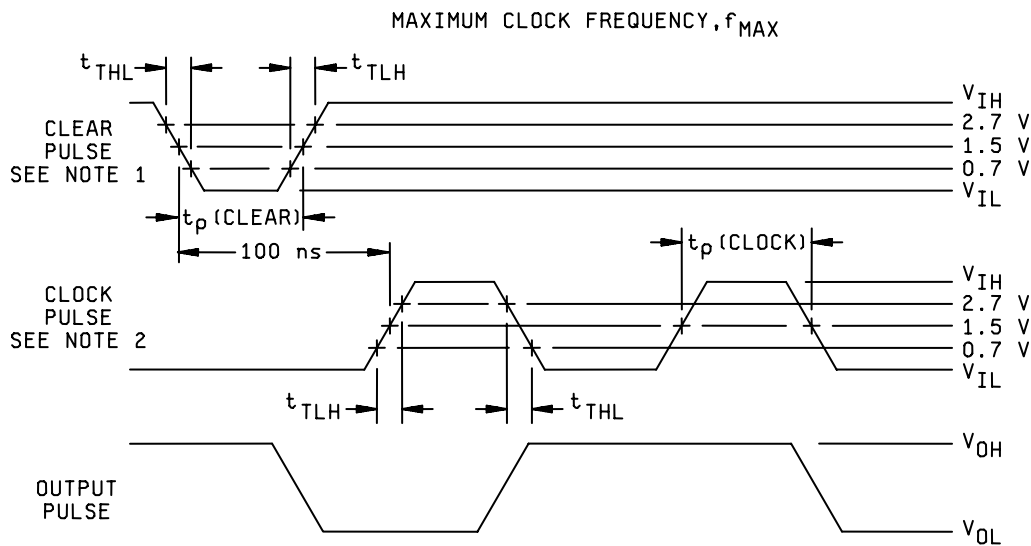 MAXIMUM CLOCK FREQUENCY, fMAX
tTHL
tTLH
CLEAR
PULSE
SEE NOTE 1
VIH
2.7 V
1.5 V
0.7 V
VIL
tp (CLEAR)
100 ns
tp (CLOCK)
CLOCK
PULSE
SEE NOTE 2
VIH
2.7 V
1.5 V
0.7 V
VIL
tTLH
tTHL
OUTPUT
PULSE
VOH
VOL